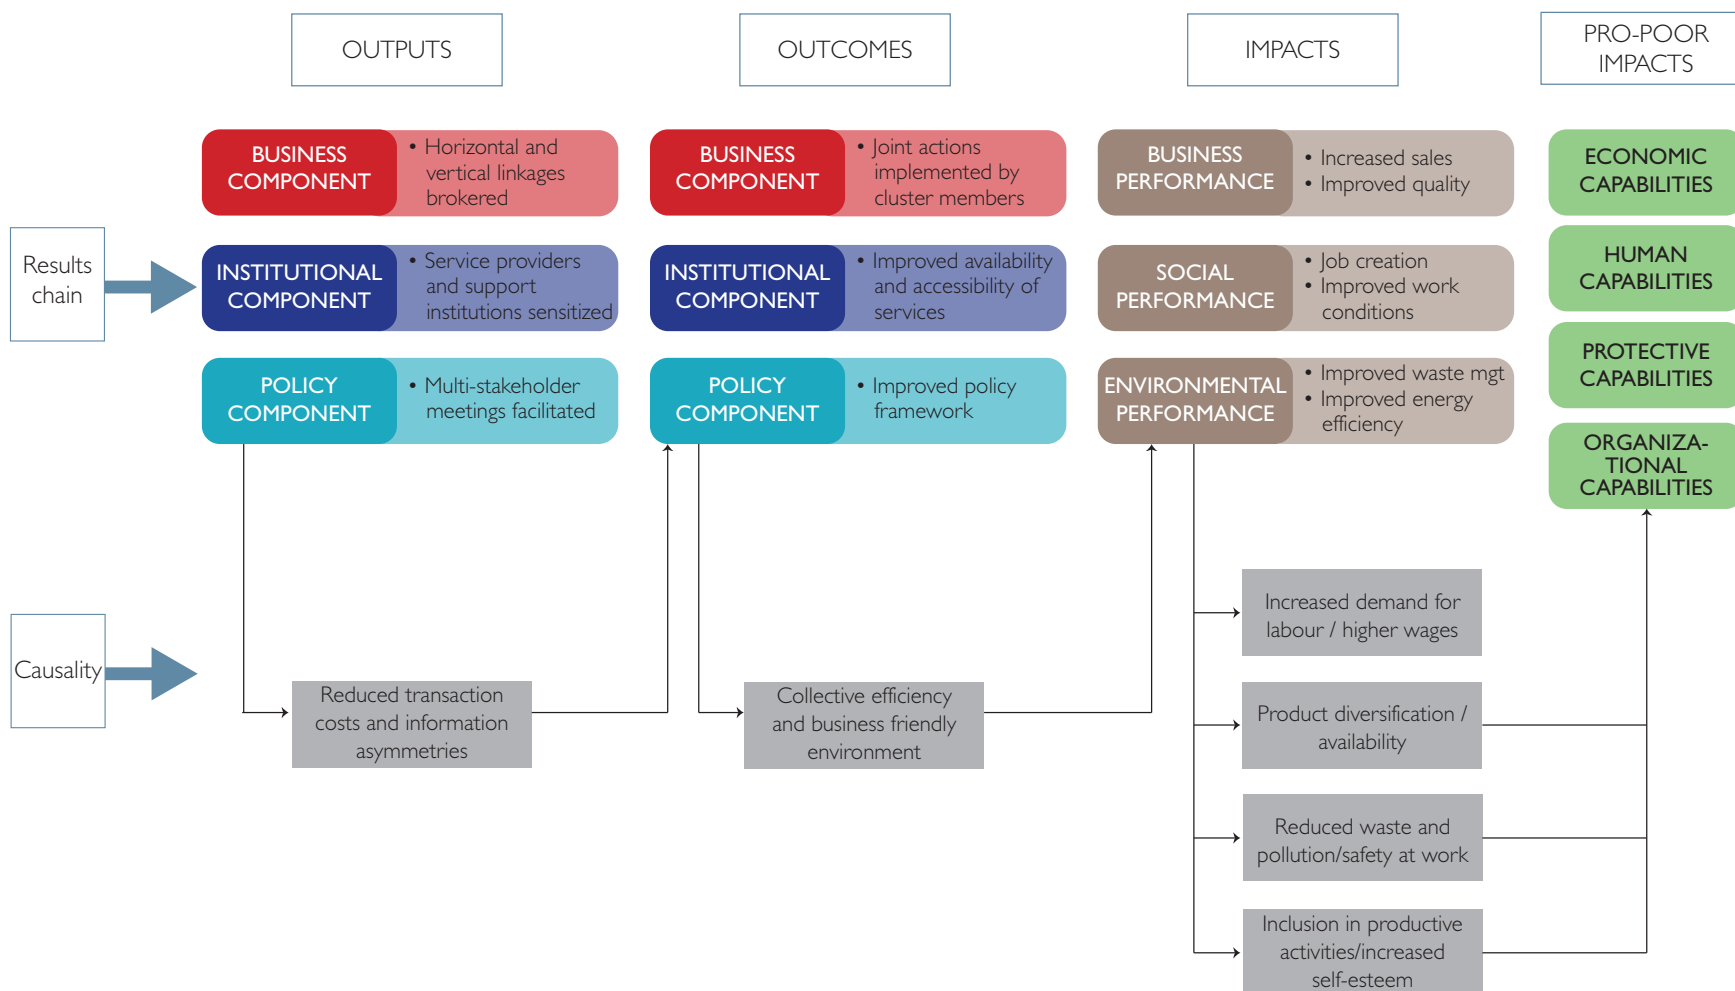 OUTPUTS
OUTCOMES
IMPACTS
PRO-POOR
IMPACTS
BUSINESS
COMPONENT
• Horizontal and
vertical linkages
brokered
BUSINESS
COMPONENT
• Joint actions
implemented by
cluster members
BUSINESS
PERFORMANCE
• Increased sales
• Improved quality
ECONOMIC
CAPABILITIES
Results
chain
INSTITUTIONAL
COMPONENT
• Service providers
and support
institutions sensitized
INSTITUTIONAL
COMPONENT
• Improved availability
and accessibility of
services
SOCIAL
PERFORMANCE
• Job creation
• Improved work
conditions
HUMAN
CAPABILITIES
POLICY
COMPONENT
• Multi-stakeholder
meetings facilitated
POLICY
COMPONENT
• Improved policy
framework
ENVIRONMENTAL
PERFORMANCE
• Improved waste mgt
• Improved energy
efficiency
PROTECTIVE
CAPABILITIES
ORGANIZA-
TIONAL
CAPABILITIES
Causality
Reduced transaction
costs and information
asymmetries
Collective efficiency
and business friendly
environment
Increased demand for
labour / higher wages
Product diversification /
availability
Reduced waste and
pollution/safety at work
Inclusion in productive
activities/increased
self-esteem